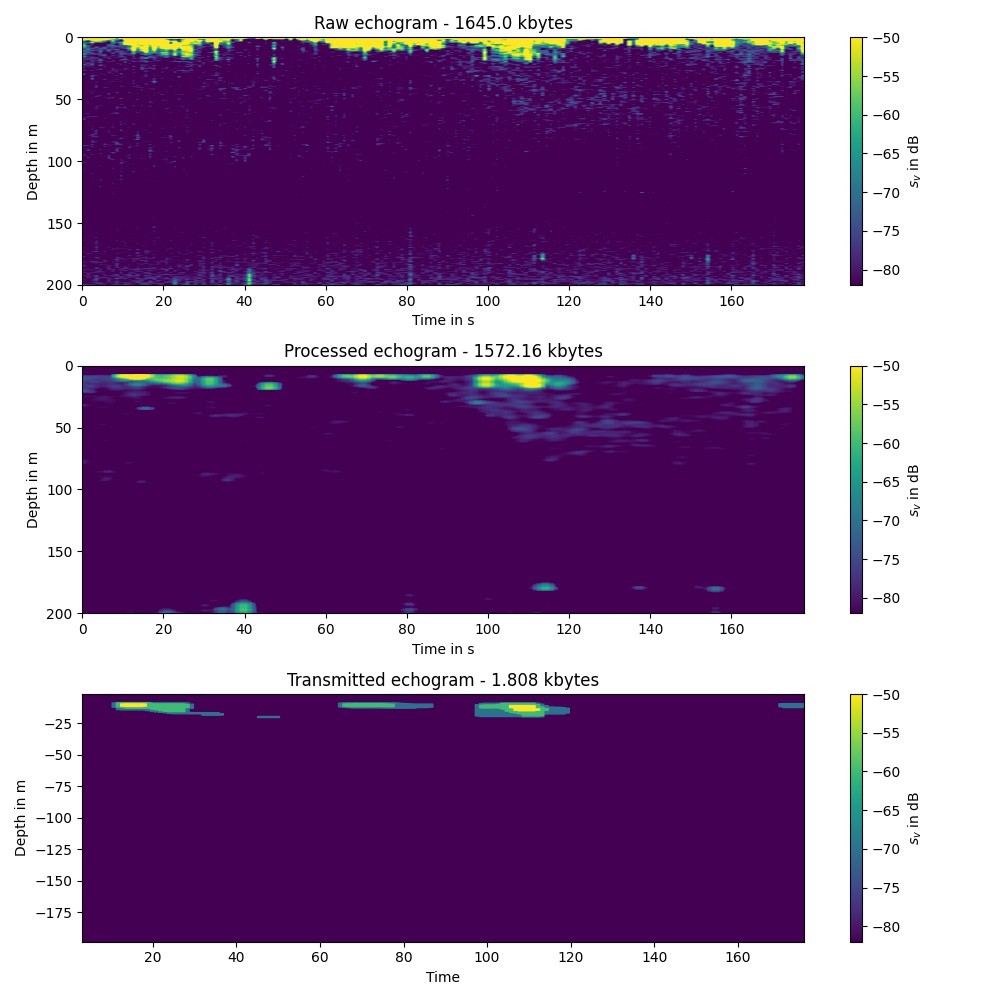 Raw echogram - 1645.0 kbytes
0
50
100
150
200
Depth in m
0 20 40 60 80 100 120 140 160
Time in s
−50
−55
−60
−65
−70
−75
−80
sv in dB
Processed echogram - 1572.16 kbytes
0
50
100
150
200
Depth in m
0 20 40 60 80 100 120 140 160
Time in s
−50
−55
−60
−65
−70
−75
−80
sv in dB
Transmitted echogram - 1.808 kbytes
−25
−50
−75
−100
−125
−150
−175
Depth in m
20 40 60 80 100 120 140 160
Time
−50
−55
−60
−65
−70
−75
−80
sv in dB